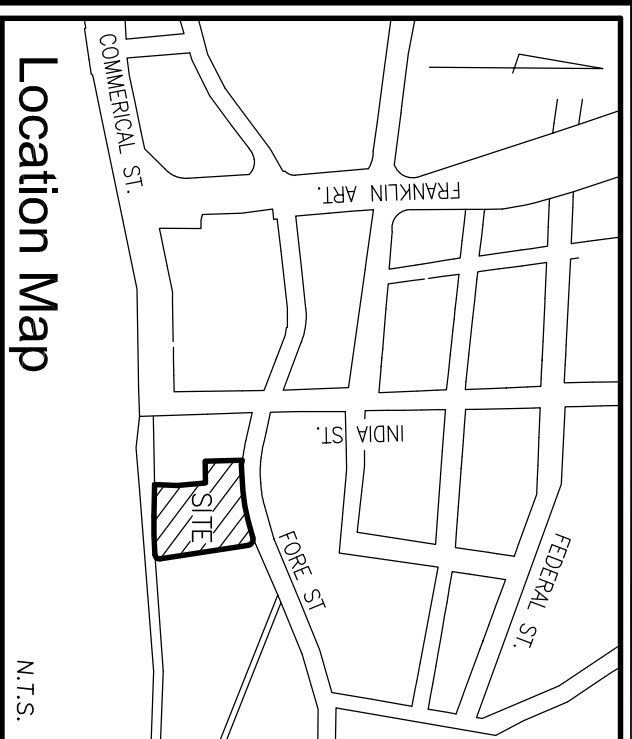 FRANKLIN ART.
INDIA ST.
FEDERAL ST.
FORE ST
SITE
COMMERICAL ST.
Location Map
N.T.S.